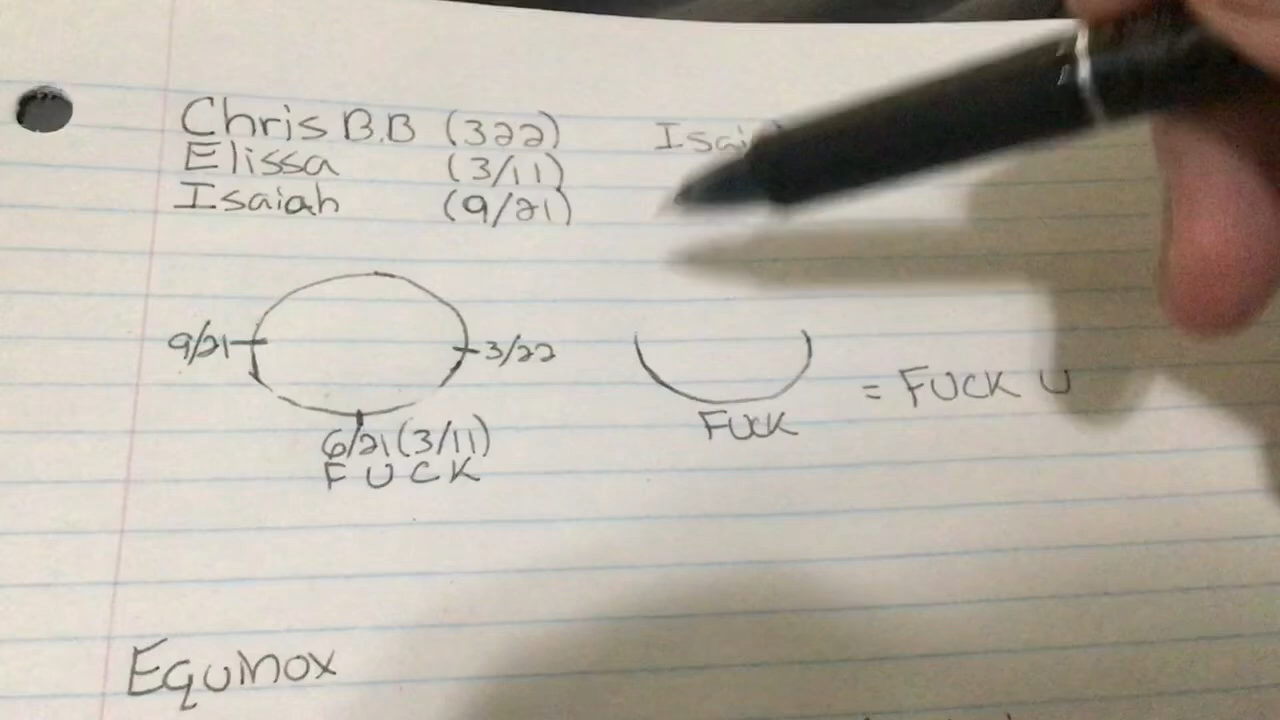 Chris B.B (322)
Elissa (3/11)
Isaiah (9/21)
9/21
3/22
6/21 (3/11)
FUCK
FUCK
= FUCK U
Equinox